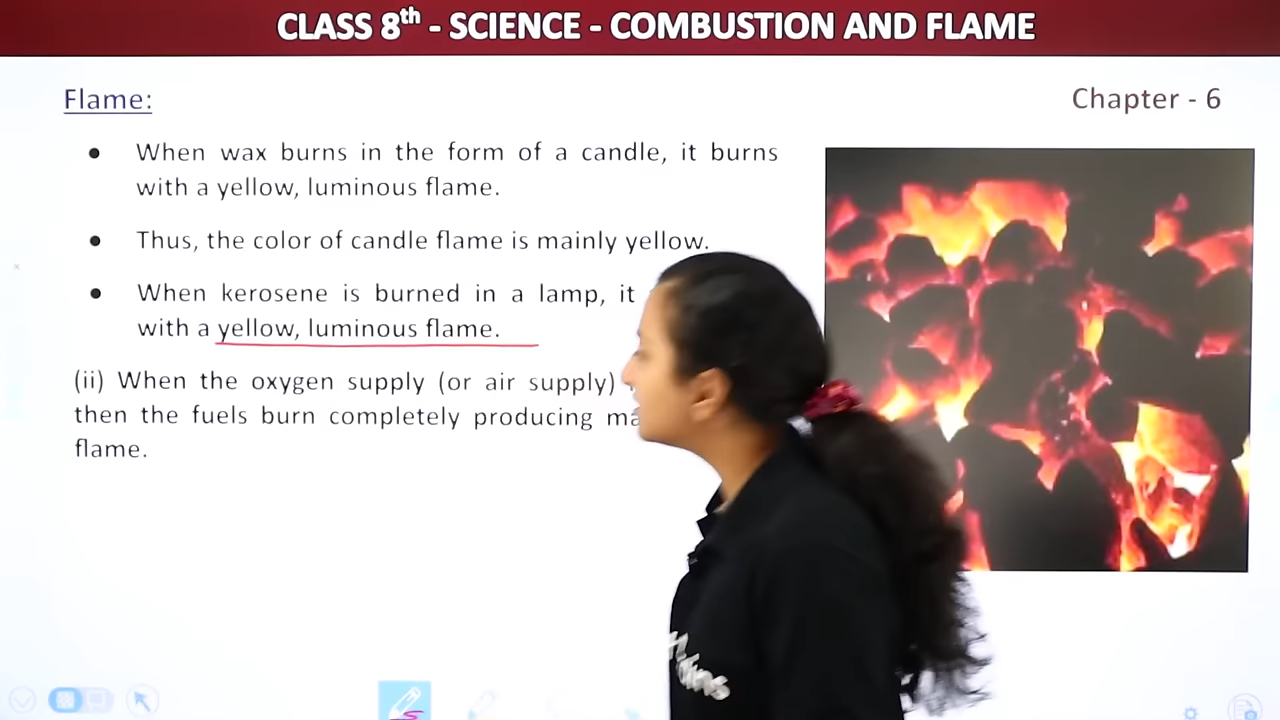 CLASS 8th - SCIENCE - COMBUSTION AND FLAME
Flame:
Chapter - 6
● When wax burns in the form of a candle, it burns
with a yellow, luminous flame.
● Thus, the color of candle flame is mainly yellow.
● When kerosene is burned in a lamp, it
with a yellow, luminous flame.
(ii) When the oxygen supply (or air supply)
then the fuels burn completely producing
flame.